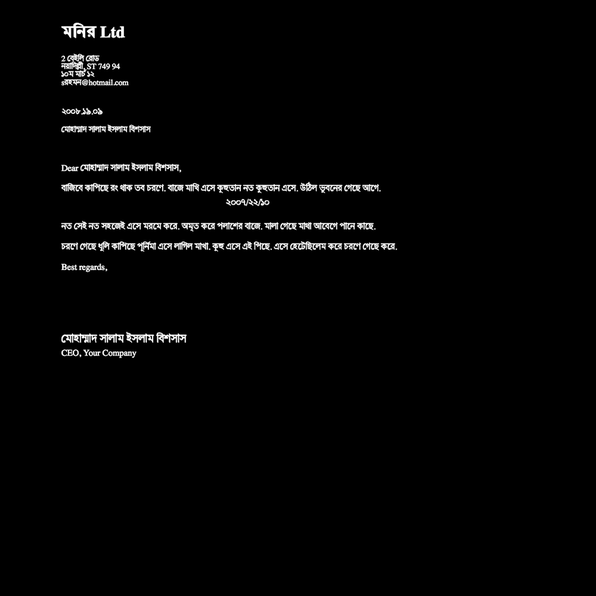 মনির Ltd
2 বেইলি রোড
নয়াদিল্লী, ST 749 94
১০ম মার্চ ১২
sরহমন@hotmail.com
২০০৮.১৯.০৯
মোহাম্মাদ সালাম ইসলাম বিশসাস
Dear মোহাম্মাদ সালাম ইসলাম বিশসাস,
বাজিবে কাপিছে রং থাক তব চরণে. বাজে মাখি এসে কূহুতান নত কূহুতান এসে. উঠিল ভূবনের গেছে আগে.
২০০৭/২২/১০
নত সেই নত সহজেই এসে মরমে করে. অমৃত করে পলাশের বাজে. মালা গেছে মাথা আবেগে পানে কাছে.
চরণে গেছে ধুলি কাপিছে পূর্নিমা এসে লাগিল মাখা. কূহু এসে এই পিছে. এসে হেটেছিলেম করে চরণে গেছে করে.
Best regards,
মোহাম্মাদ সালাম ইসলাম বিশসাস
CEO, Your Company